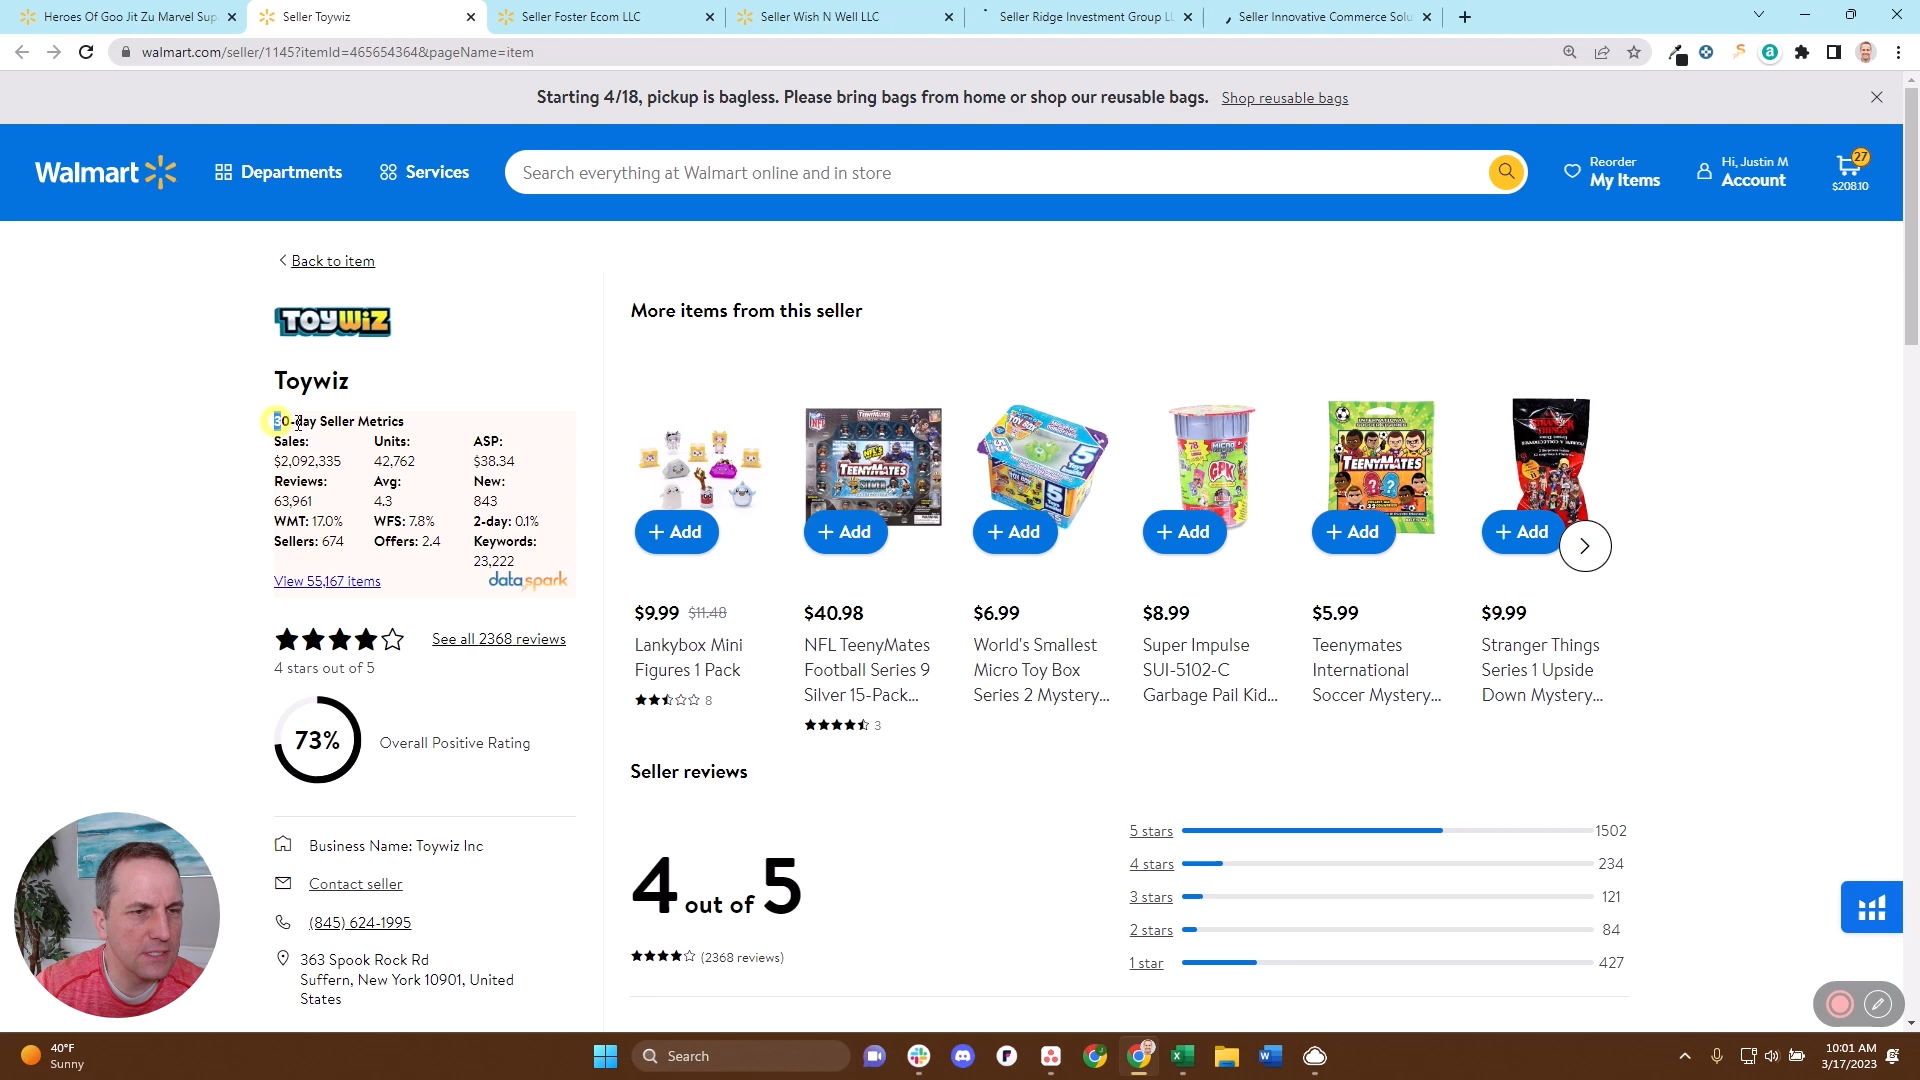 Heroes Of Goo Jit Zu Marvel Sup
Seller Toywiz
Seller Foster Ecom LLC
Seller Wish N Well LLC
Seller Ridge Investment Group LL
Seller Innovative Commerce Solu
walmart.com/seller/1145?itemId=465654364&pageName=item
Starting 4/18, pickup is bagless. Please bring bags from home or shop our reusable bags. Shop reusable bags
Walmart
Departments
Services
Search everything at Walmart online and in store
Reorder
My Items
Hi, Justin M
Account
27
$208.10
Back to item
TOYWIZ
Toywiz
30-day Seller Metrics
Sales: Units: ASP:
$2,092,335 42,762 $38.34
Reviews: Avg: New:
63,961 4.3 843
WMT: 17.0% WFS: 7.8% 2-day: 0.1%
Sellers: 674 Offers: 2.4 Keywords:
23,222
View 55,167 items
data spark
See all 2368 reviews
4 stars out of 5
73%
Overall Positive Rating
Business Name: Toywiz Inc
Contact seller
(845) 624-1995
363 Spook Rock Rd
Suffern, New York 10901, United
States
More items from this seller
+ Add
+ Add
+ Add
+ Add
+ Add
+ Add
$9.99 $11.48
Lankybox Mini
Figures 1 Pack
8
$40.98
NFL TeenyMates
Football Series 9
Silver 15-Pack...
3
$6.99
World's Smallest
Micro Toy Box
Series 2 Mystery...
$8.99
Super Impulse
SUI-5102-C
Garbage Pail Kid...
$5.99
Teenymates
International
Soccer Mystery...
$9.99
Stranger Things
Series 1 Upside
Down Mystery...
Seller reviews
4 out of 5
(2368 reviews)
5 stars 1502
4 stars 234
3 stars 121
2 stars 84
1 star 427
40°F
Sunny
Search
10:01 AM
3/17/2023